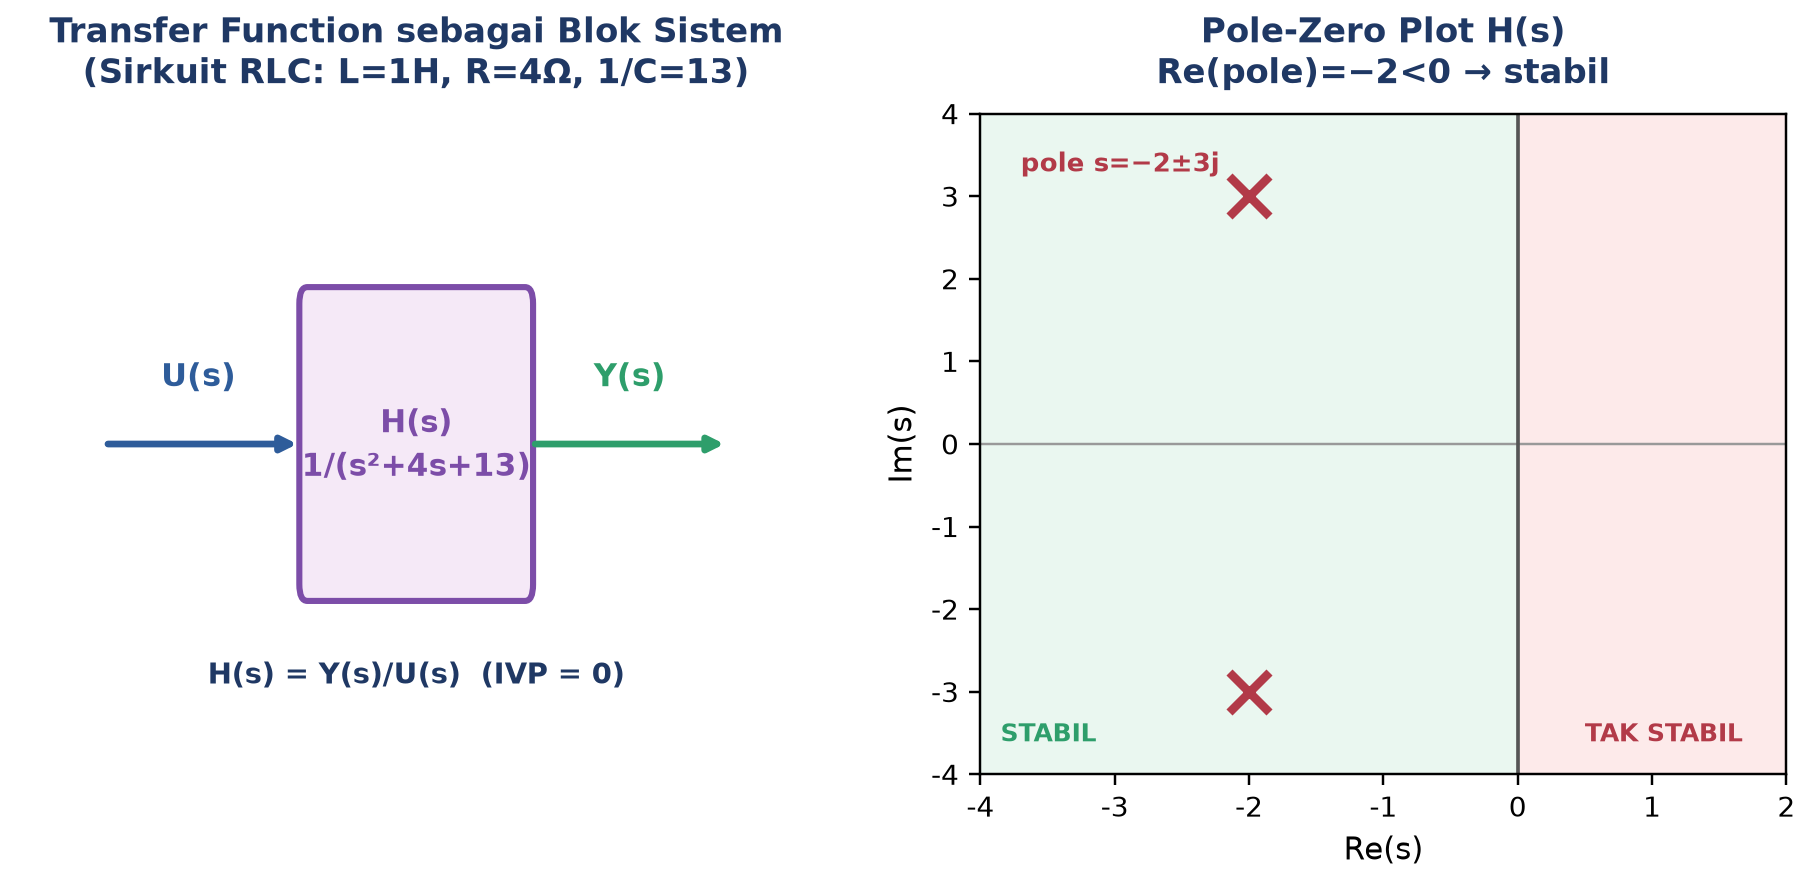 Transfer Function sebagai Blok Sistem
(Sirkuit RLC: L=1H, R=4Ω, 1/C=13)
U(s)
H(s)
1/(s²+4s+13)
Y(s)
H(s) = Y(s)/U(s)  (IVP = 0)
Pole-Zero Plot H(s)
Re(pole)=−2<0 → stabil
pole s=−2±3j
STABIL
TAK STABIL
4
3
2
1
0
-1
-2
-3
-4
Im(s)
-4 -3 -2 -1 0 1 2
Re(s)